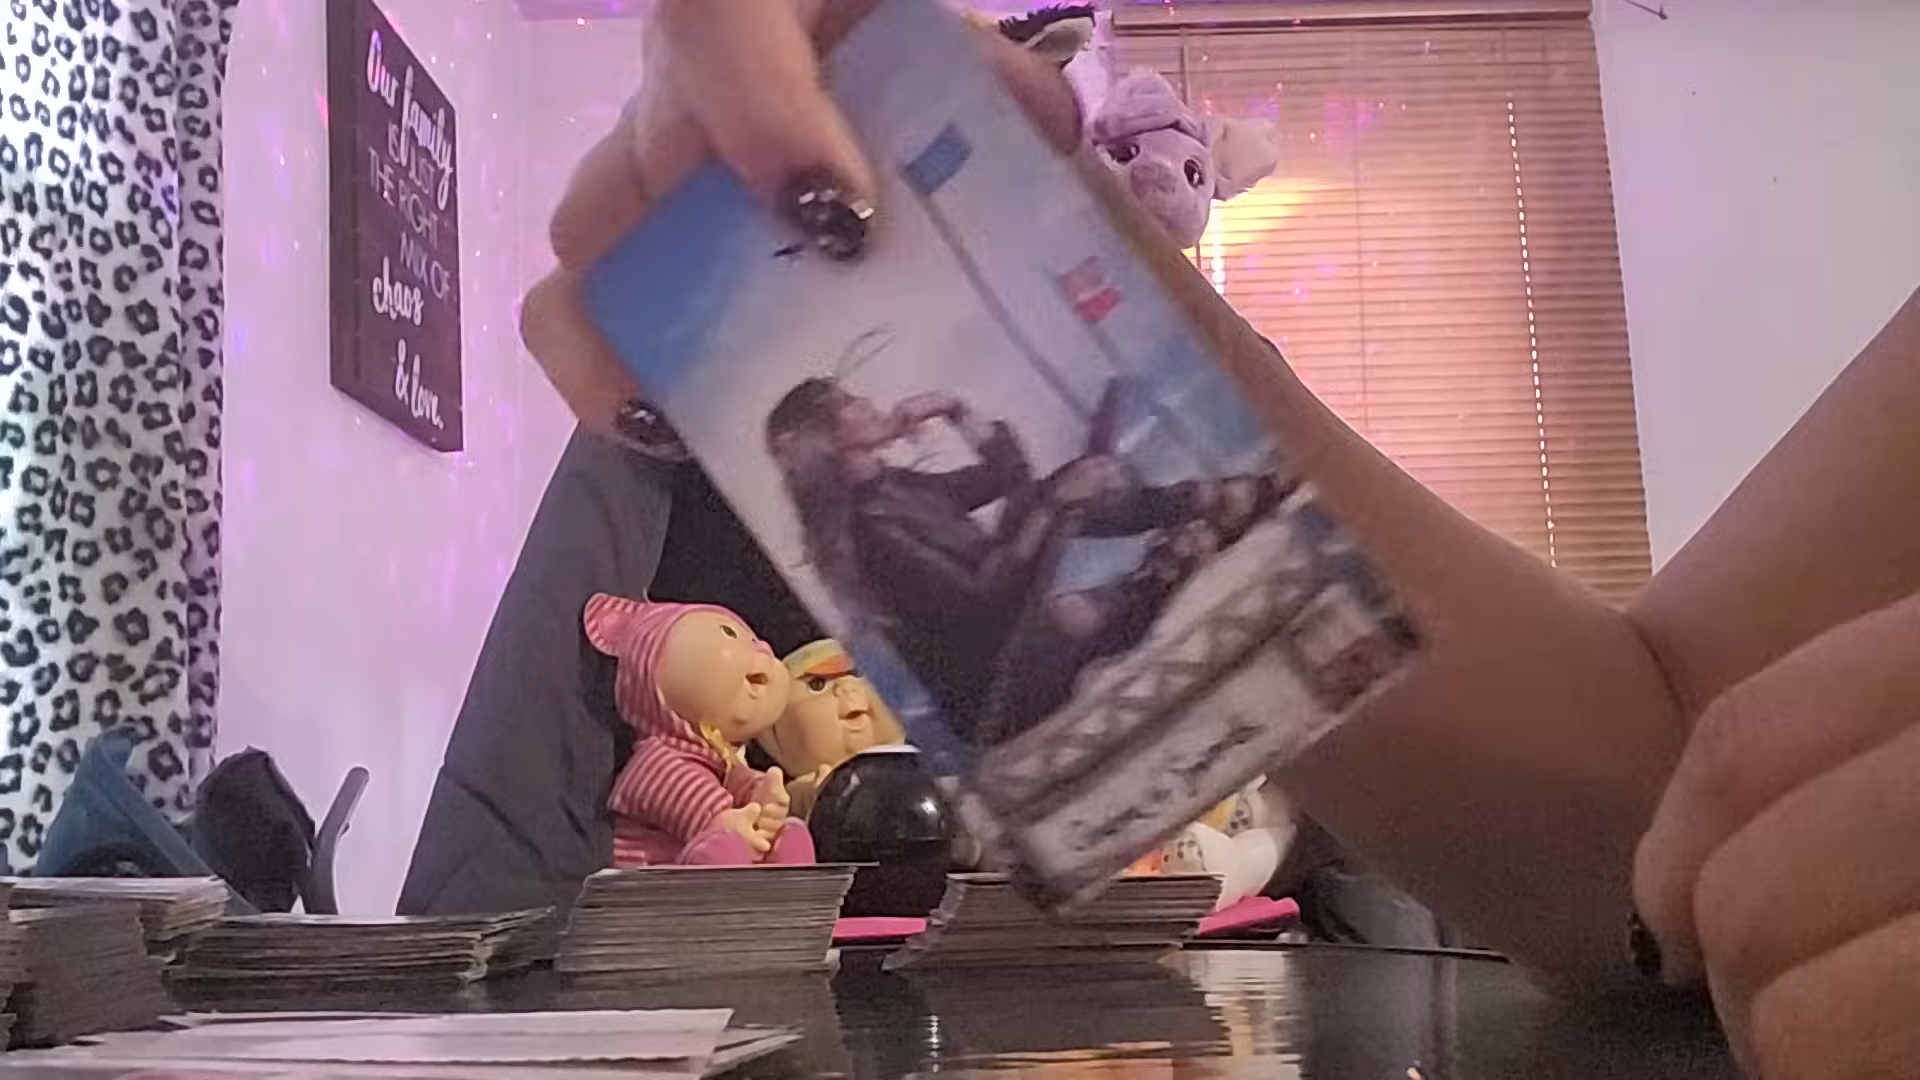 Our family
IS JUST
THE RIGHT
MIX OF
chaos
& love.